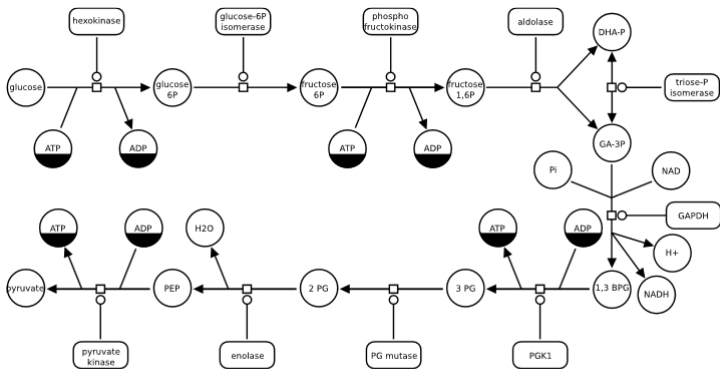 hexokinase
glucose-6P
isomerase
phospho
fructokinase
aldolase
DHA-P
glucose
glucose
6P
fructose
6P
fructose
1,6P
triose-P
isomerase
ATP
ADP
ATP
ADP
GA-3P
Pi
NAD
GAPDH
ATP
ADP
H2O
ATP
ADP
H+
pyruvate
PEP
2 PG
3 PG
1,3 BPG
NADH
pyruvate
kinase
enolase
PG mutase
PGK1